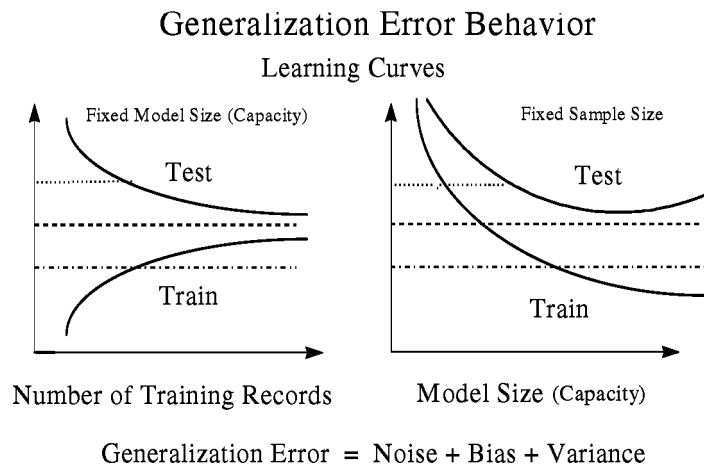 Generalization Error Behavior
Learning Curves
Fixed Model Size (Capacity)
Test
Train
Number of Training Records
Fixed Sample Size
Test
Train
Model Size (Capacity)
Generalization Error = Noise + Bias + Variance